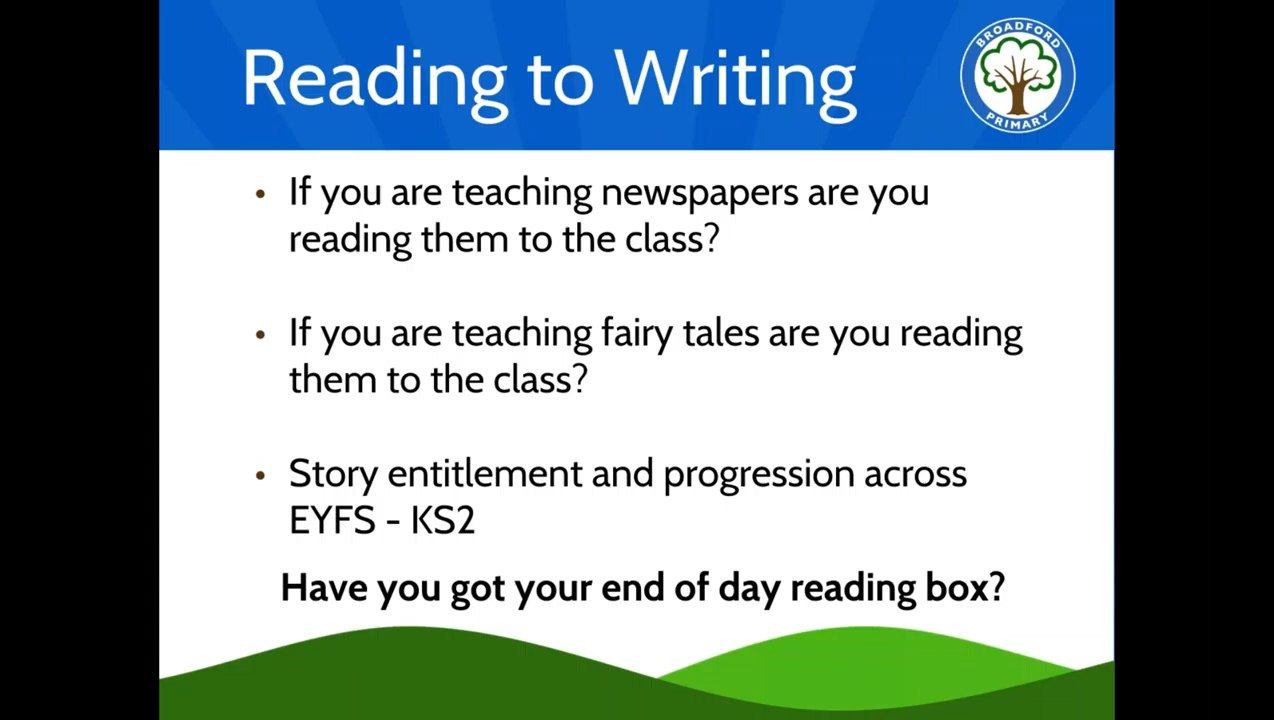 Reading to Writing
BROADFORD
PRIMARY
• If you are teaching newspapers are you
reading them to the class?
• If you are teaching fairy tales are you reading
them to the class?
• Story entitlement and progression across
EYFS - KS2
Have you got your end of day reading box?